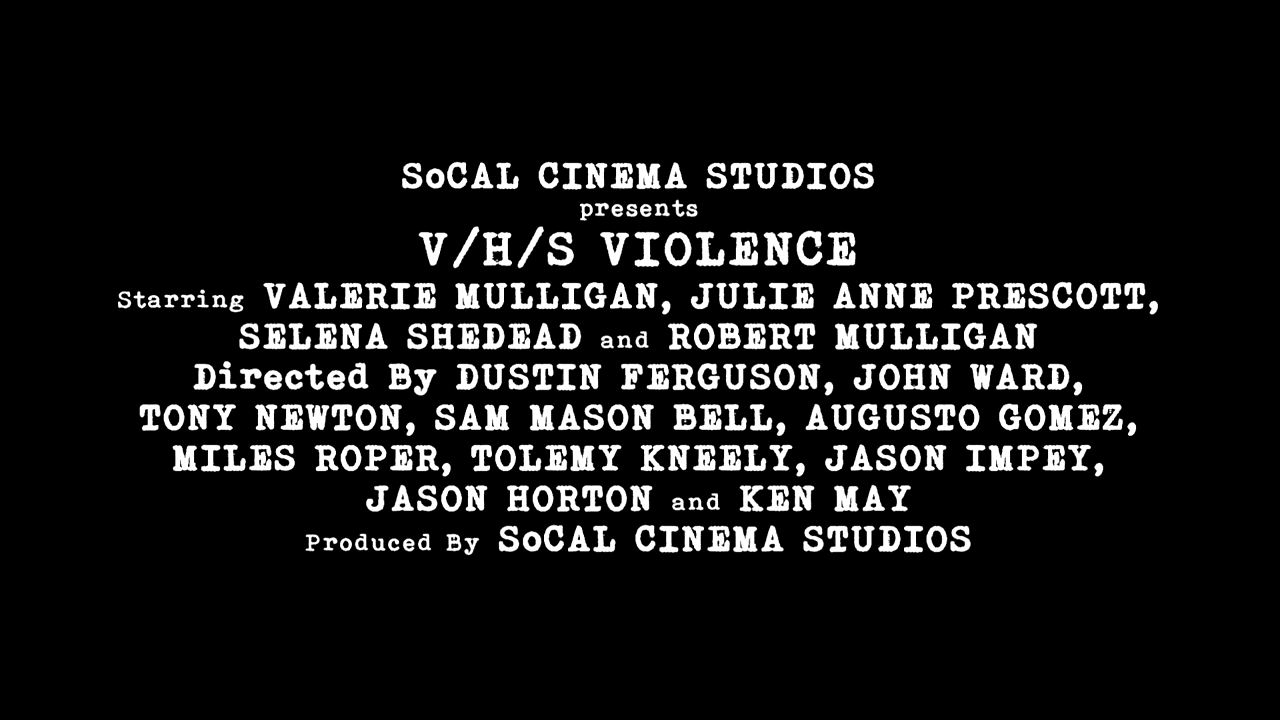 SoCAL CINEMA STUDIOS
presents
V/H/S VIOLENCE
Starring VALERIE MULLIGAN, JULIE ANNE PRESCOTT,
SELENA SHEDEAD and ROBERT MULLIGAN
Directed By DUSTIN FERGUSON, JOHN WARD,
TONY NEWTON, SAM MASON BELL, AUGUSTO GOMEZ,
MILES ROPER, TOLEMY KNEELY, JASON IMPEY,
JASON HORTON and KEN MAY
Produced By SoCAL CINEMA STUDIOS